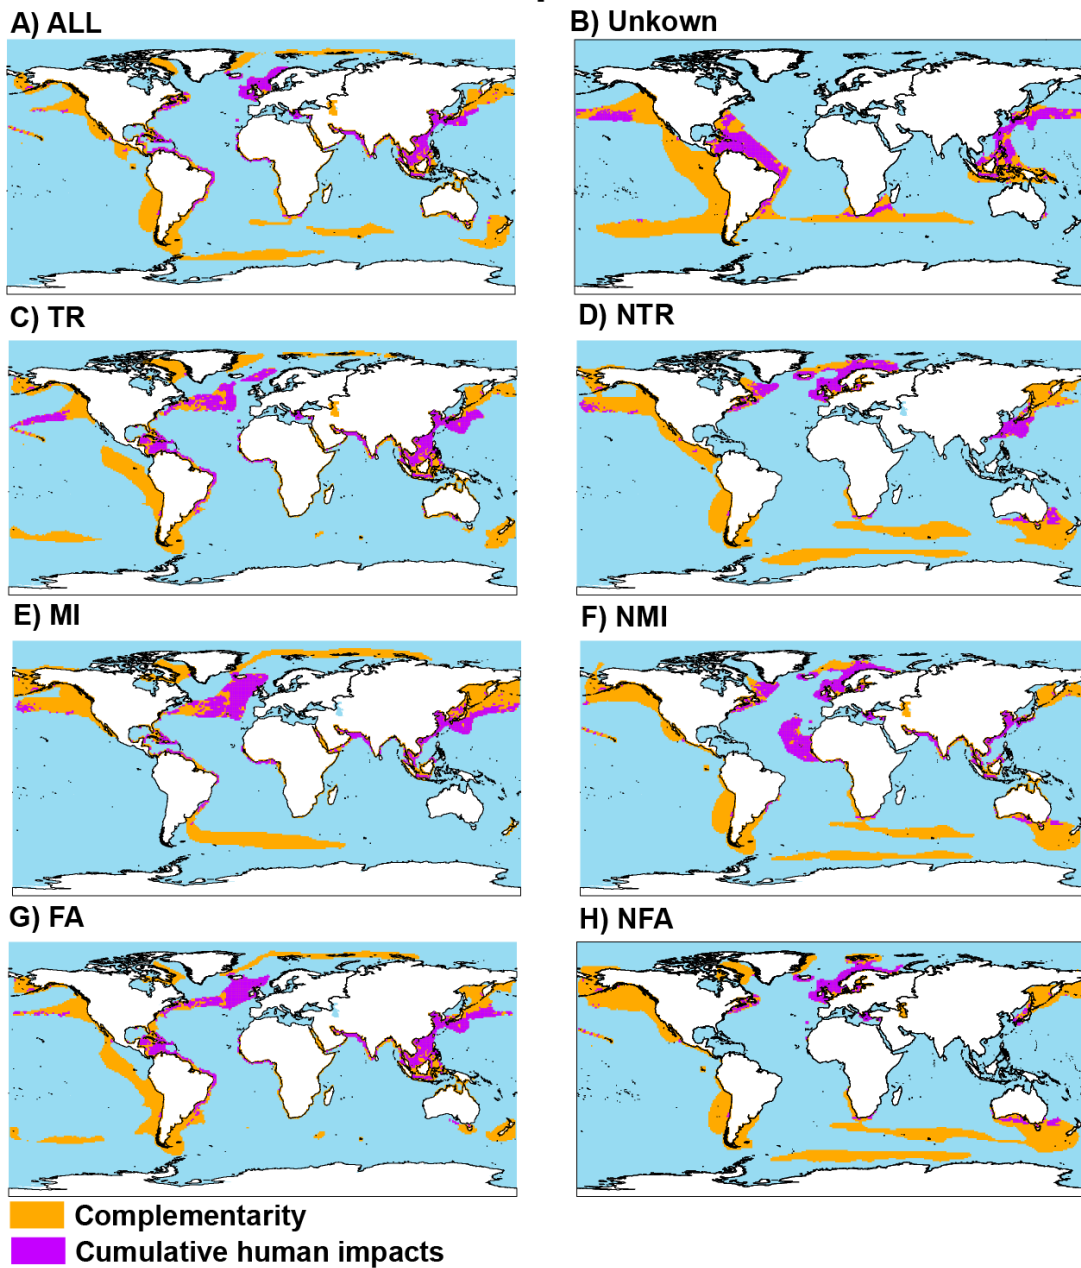 A) ALL
B) Unkown
C) TR
D) NTR
E) MI
F) NMI
G) FA
H) NFA
Complementarity
Cumulative human impacts